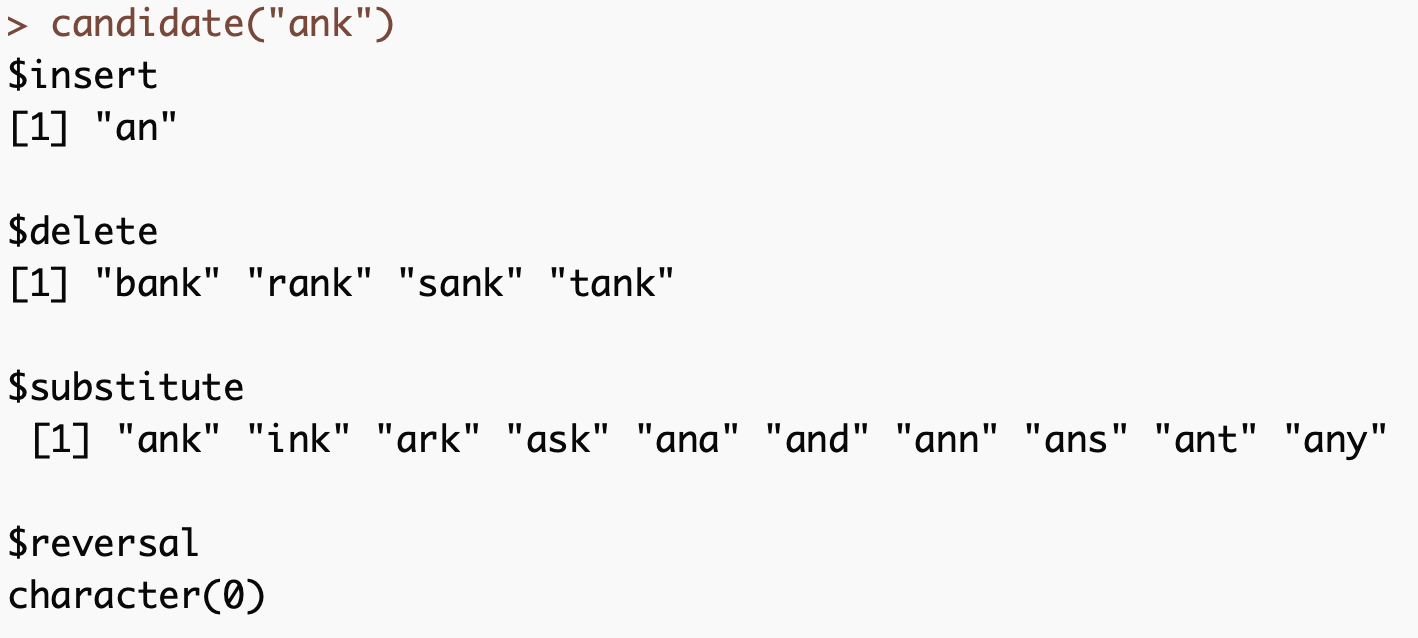 > candidate("ank")
$insert
[1] "an"
$delete
[1] "bank" "rank" "sank" "tank"
$substitute
[1] "ank" "ink" "ark" "ask" "ana" "and" "ann" "ans" "ant" "any"
$reversal
character(0)